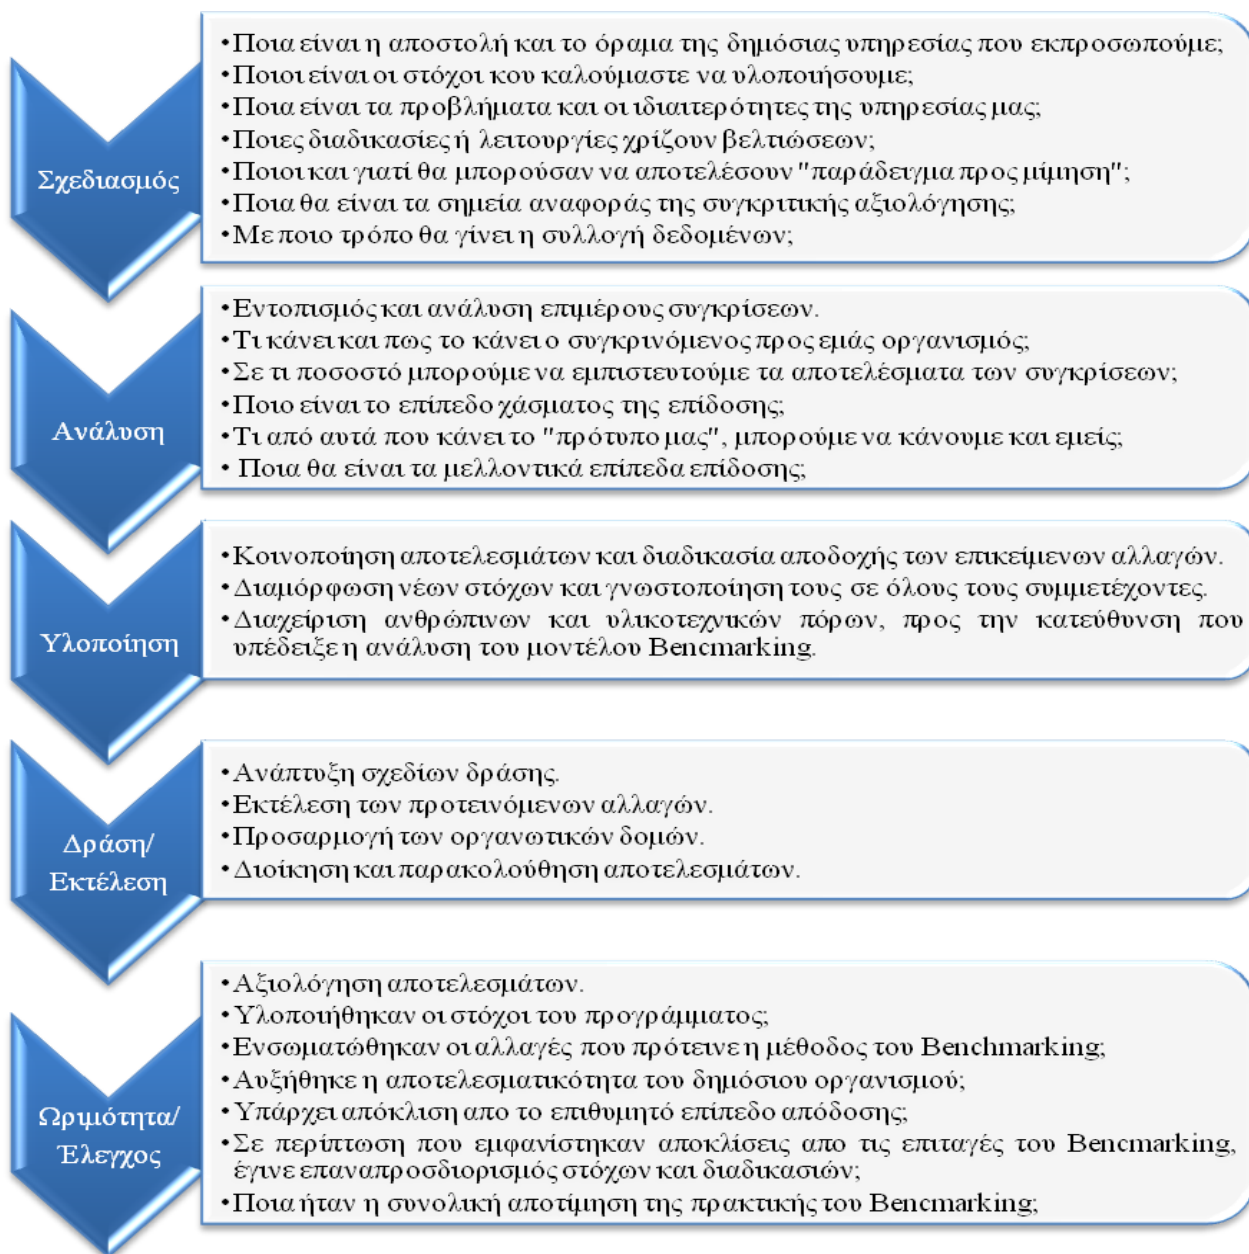 Σχεδιασμός
•Ποια είναι η αποστολή και το όραμα της δημόσιας υπηρεσίας που εκπροσωπούμε;
•Ποιοι είναι οι στόχοι κου καλούμαστε να υλοποιήσουμε;
•Ποια είναι τα προβλήματα και οι ιδιαιτερότητες της υπηρεσίας μας;
•Ποιες διαδικασίες ή λειτουργίες χρίζουν βελτιώσεων;
•Ποιοι και γιατί θα μπορούσαν να αποτελέσουν "παράδειγμα προς μίμηση";
•Ποια θα είναι τα σημεία αναφοράς της συγκριτικής αξιολόγησης;
•Με ποιο τρόπο θα γίνει η συλλογή δεδομένων;
Ανάλυση
•Εντοπισμός και ανάλυση επιμέρους συγκρίσεων.
•Τι κάνει και πως το κάνει ο συγκρινόμενος προς εμάς οργανισμός;
•Σε τι ποσοστό μπορούμε να εμπιστευτούμε τα αποτελέσματα των συγκρίσεων;
•Ποιο είναι το επίπεδο χάσματος της επίδοσης;
•Τι από αυτά που κάνει το "πρότυπο μας", μπορούμε να κάνουμε και εμείς;
• Ποια θα είναι τα μελλοντικά επίπεδα επίδοσης;
Υλοποίηση
•Κοινοποίηση αποτελεσμάτων και διαδικασία αποδοχής των επικείμενων αλλαγών.
•Διαμόρφωση νέων στόχων και γνωστοποίηση τους σε όλους τους συμμετέχοντες.
•Διαχείριση ανθρώπινων και υλικοτεχνικών πόρων, προς την κατεύθυνση που
υπέδειξε η ανάλυση του μοντέλου Bencmarking.
Δράση/
Εκτέλεση
•Ανάπτυξη σχεδίων δράσης.
•Εκτέλεση των προτεινόμενων αλλαγών.
•Προσαρμογή των οργανωτικών δομών.
•Διοίκηση και παρακολούθηση αποτελεσμάτων.
Ωριμότητα/
Έλεγχος
•Αξιολόγηση αποτελεσμάτων.
•Υλοποιήθηκαν οι στόχοι του προγράμματος;
•Ενσωματώθηκαν οι αλλαγές που πρότεινε η μέθοδος του Benchmarking;
•Αυξήθηκε η αποτελεσματικότητα του δημόσιου οργανισμού;
•Υπάρχει απόκλιση απο το επιθυμητό επίπεδο απόδοσης;
•Σε περίπτωση που εμφανίστηκαν αποκλίσεις απο τις επιταγές του Bencmarking,
έγινε επαναπροσδιορισμός στόχων και διαδικασιών;
•Ποια ήταν η συνολική αποτίμηση της πρακτικής του Bencmarking;